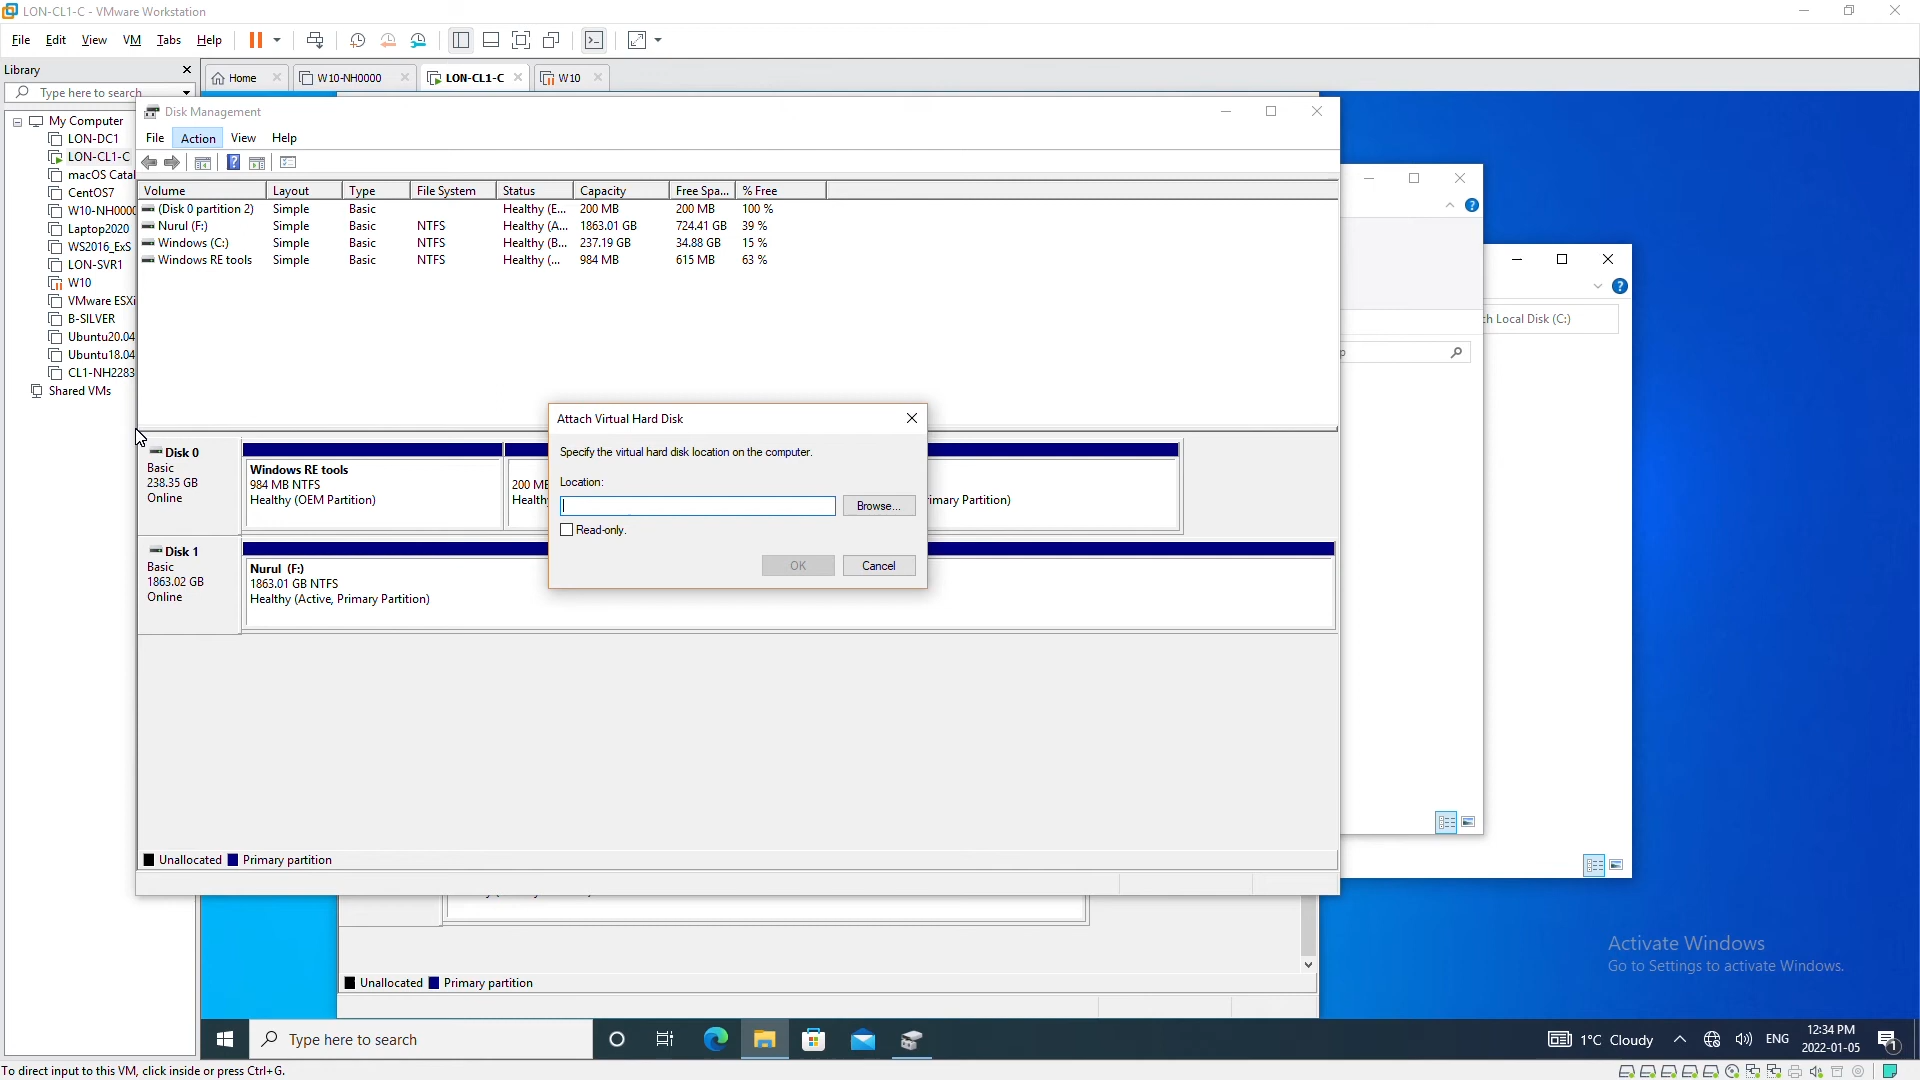 LON-CL1-C - VMware Workstation
File Edit View VM Tabs Help
Library
Type here to search
Home
W10-NH0000
LON-CL1-C
W10
My Computer
LON-DC1
LON-CL1-C
macOS Catal
CentOS7
W10-NH0000
Laptop2020
WS2016_ExS
LON-SVR1
W10
VMware ESXi
B-SILVER
Ubuntu20.04
Ubuntu18.04
CL1-NH2283
Shared VMs
Disk Management
File Action View Help
Volume Layout Type File System Status Capacity Free Spa... % Free
(Disk 0 partition 2) Simple Basic Healthy (E... 200 MB 200 MB 100 %
Nurul (F:) Simple Basic NTFS Healthy (A... 1863.01 GB 724.41 GB 39 %
Windows (C:) Simple Basic NTFS Healthy (B... 237.19 GB 34.88 GB 15 %
Windows RE tools Simple Basic NTFS Healthy (... 984 MB 615 MB 63 %
Attach Virtual Hard Disk
Specify the virtual hard disk location on the computer.
Location:
Browse...
Read-only.
OK Cancel
Disk 0
Basic
238.35 GB
Online
Windows RE tools
984 MB NTFS
Healthy (OEM Partition)
200 ME
Health
imary Partition)
Disk 1
Basic
1863.02 GB
Online
Nurul (F:)
1863.01 GB NTFS
Healthy (Active, Primary Partition)
Unallocated Primary partition
ch Local Disk (C:)
Unallocated Primary partition
Activate Windows
Go to Settings to activate Windows.
Type here to search
1°C Cloudy
ENG
12:34 PM
2022-01-05
1
To direct input to this VM, click inside or press Ctrl+G.